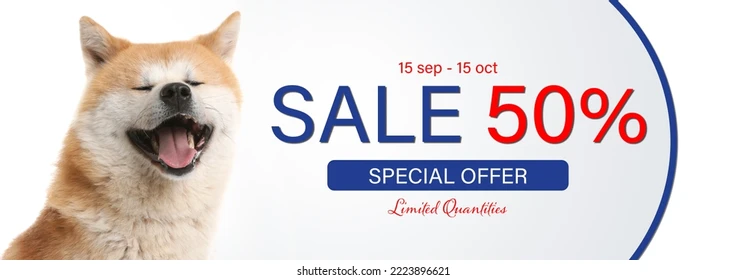 15 sep - 15 oct
SALE 50%
SPECIAL OFFER
Limited Quantities
shutterstock.com · 2223896621